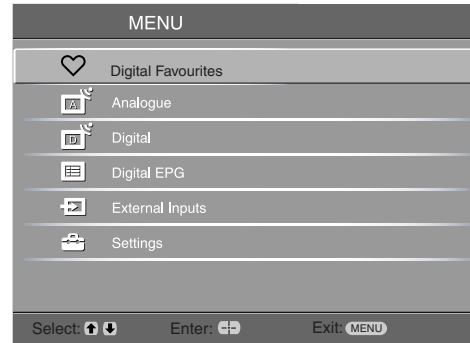 MENU
Digital Favourites
A Analogue
D Digital
Digital EPG
External Inputs
Settings
Select: Enter: Exit: MENU